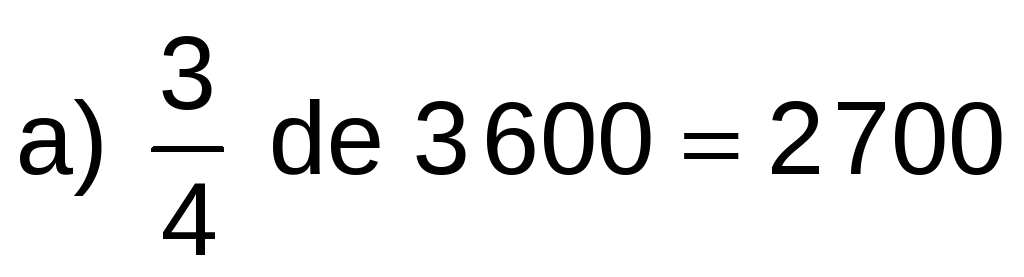 a) 3/4 de 3 600 = 2 700